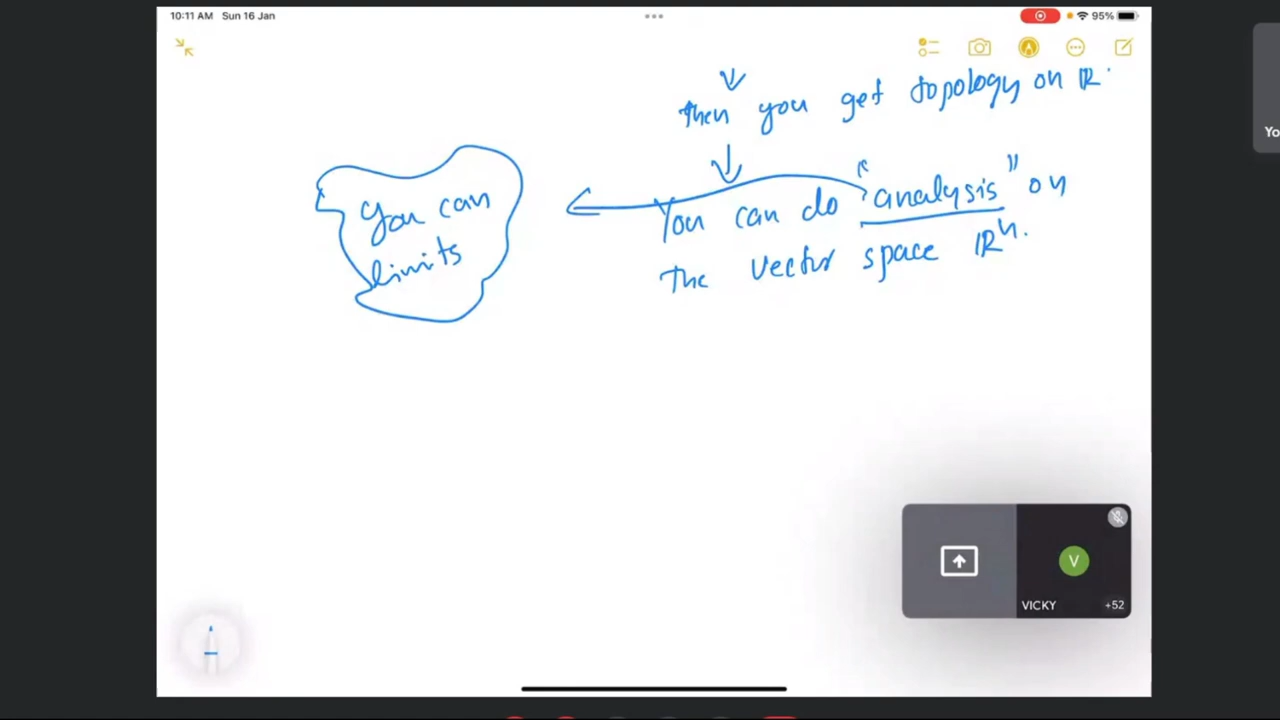 10:11 AM Sun 16 Jan
95%
then you get topology on ℝ.
You can do "analysis" on
the vector space ℝⁿ.
You can
limits
Yo
V
VICKY +52